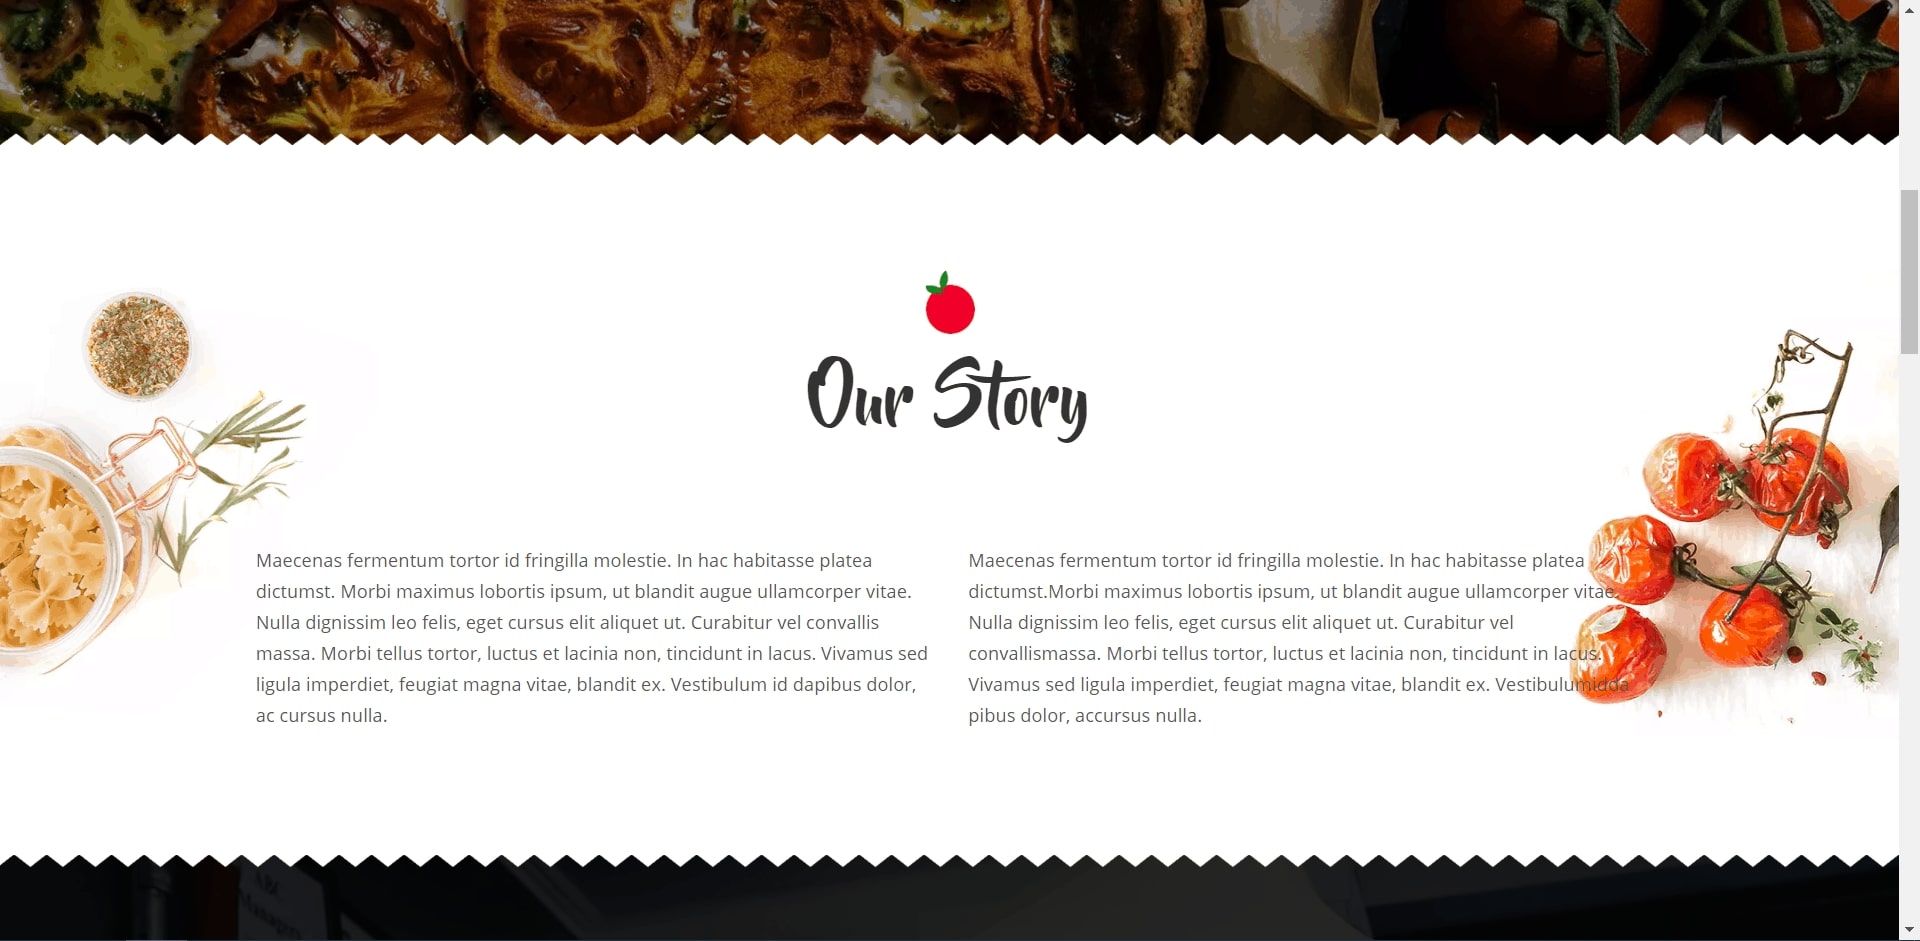 Our Story
Maecenas fermentum tortor id fringilla molestie. In hac habitasse platea
dictumst. Morbi maximus lobortis ipsum, ut blandit augue ullamcorper vitae.
Nulla dignissim leo felis, eget cursus elit aliquet ut. Curabitur vel convallis
massa. Morbi tellus tortor, luctus et lacinia non, tincidunt in lacus. Vivamus sed
ligula imperdiet, feugiat magna vitae, blandit ex. Vestibulum id dapibus dolor,
ac cursus nulla.
Maecenas fermentum tortor id fringilla molestie. In hac habitasse platea
dictumst.Morbi maximus lobortis ipsum, ut blandit augue ullamcorper vitae.
Nulla dignissim leo felis, eget cursus elit aliquet ut. Curabitur vel
convallismassa. Morbi tellus tortor, luctus et lacinia non, tincidunt in lacus.
Vivamus sed ligula imperdiet, feugiat magna vitae, blandit ex. Vestibulumidda
pibus dolor, accursus nulla.